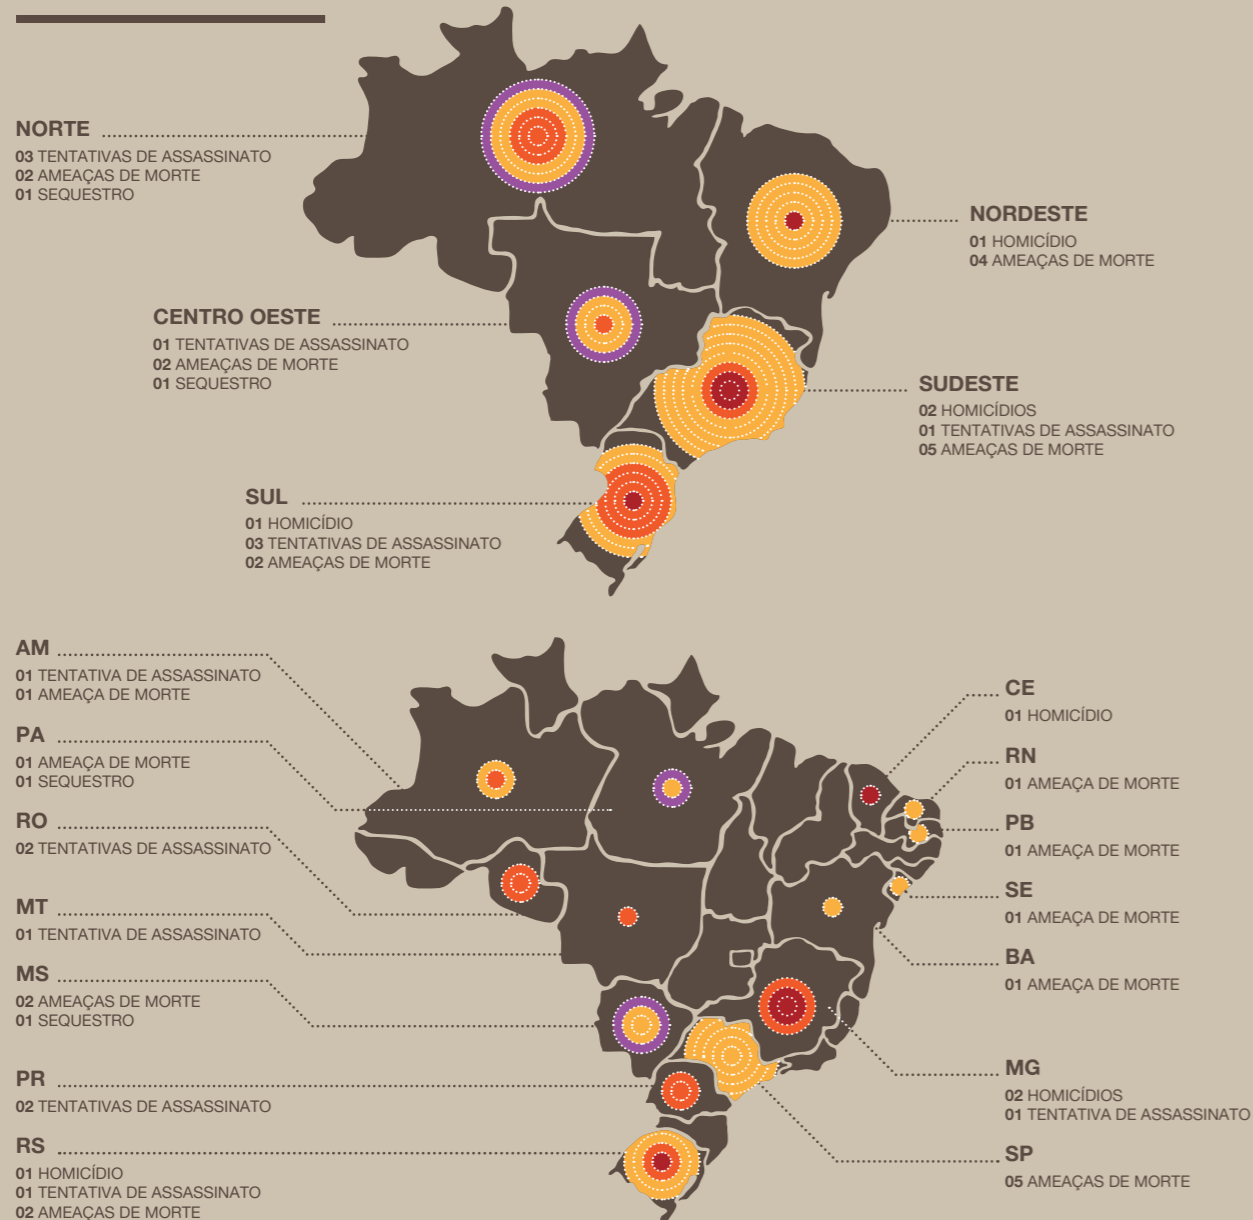 NORTE
03 TENTATIVAS DE ASSASSINATO
02 AMEAÇAS DE MORTE
01 SEQUESTRO
NORDESTE
01 HOMICÍDIO
04 AMEAÇAS DE MORTE
CENTRO OESTE
01 TENTATIVAS DE ASSASSINATO
02 AMEAÇAS DE MORTE
01 SEQUESTRO
SUDESTE
02 HOMICÍDIOS
01 TENTATIVAS DE ASSASSINATO
05 AMEAÇAS DE MORTE
SUL
01 HOMICÍDIO
03 TENTATIVAS DE ASSASSINATO
02 AMEAÇAS DE MORTE
AM
01 TENTATIVA DE ASSASSINATO
01 AMEAÇA DE MORTE
PA
01 AMEAÇA DE MORTE
01 SEQUESTRO
RO
02 TENTATIVAS DE ASSASSINATO
MT
01 TENTATIVA DE ASSASSINATO
MS
02 AMEAÇAS DE MORTE
01 SEQUESTRO
PR
02 TENTATIVAS DE ASSASSINATO
RS
01 HOMICÍDIO
01 TENTATIVA DE ASSASSINATO
02 AMEAÇAS DE MORTE
CE
01 HOMICÍDIO
RN
01 AMEAÇA DE MORTE
PB
01 AMEAÇA DE MORTE
SE
01 AMEAÇA DE MORTE
BA
01 AMEAÇA DE MORTE
MG
02 HOMICÍDIOS
01 TENTATIVA DE ASSASSINATO
SP
05 AMEAÇAS DE MORTE